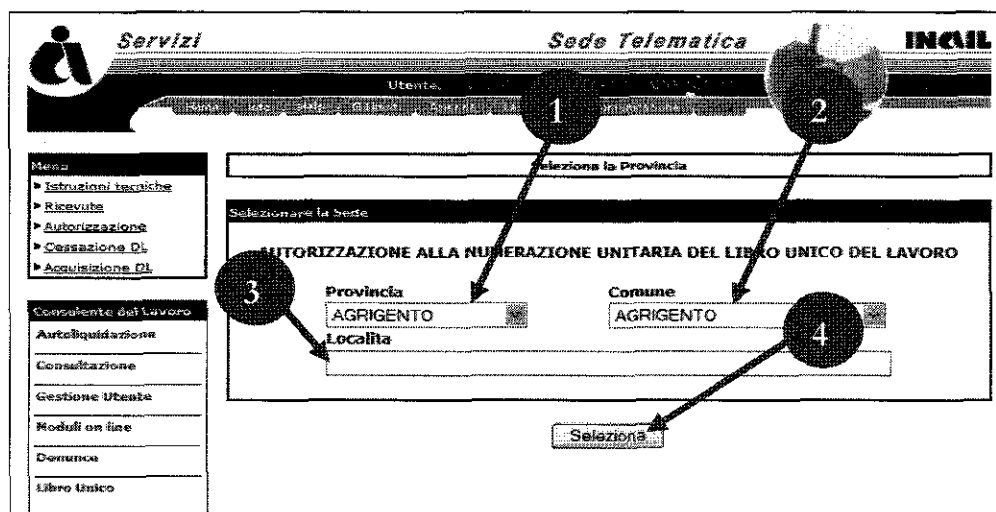 Servizi
Sede Telematica
INAIL
Utente.
1
2
Menu
Istruzioni tecniche
Ricevute
Autorizzazione
Cessazione DL
Acquisizione DL
Seleziona la Provincia
Selezionare la Sede
AUTORIZZAZIONE ALLA NUMERAZIONE UNITARIA DEL LIBRO UNICO DEL LAVORO
3
Provincia
Comune
AGRIGENTO
AGRIGENTO
Localita
4
Seleziona
Consulente del Lavoro
Autoliquidazione
Consultazione
Gestione Utente
Moduli on line
Denunce
Libro Unico